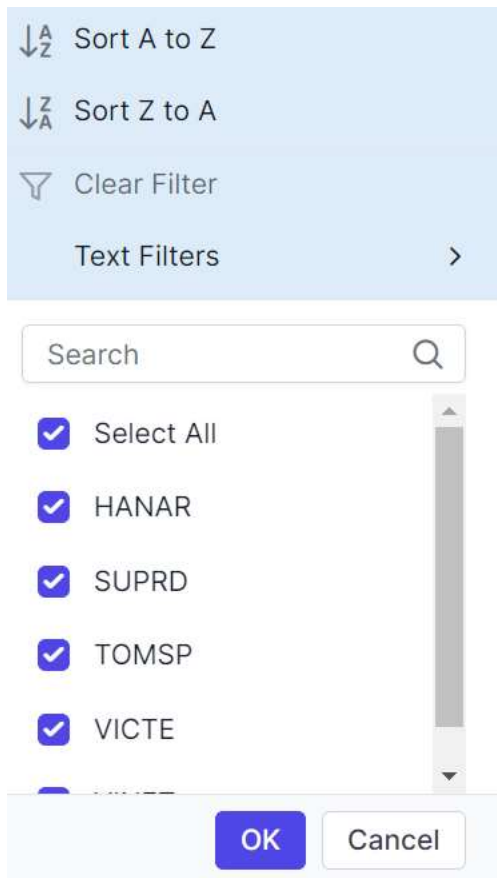 Sort A to Z
Sort Z to A
Clear Filter
Text Filters
Search
Select All
HANAR
SUPRD
TOMSP
VICTE
OK
Cancel